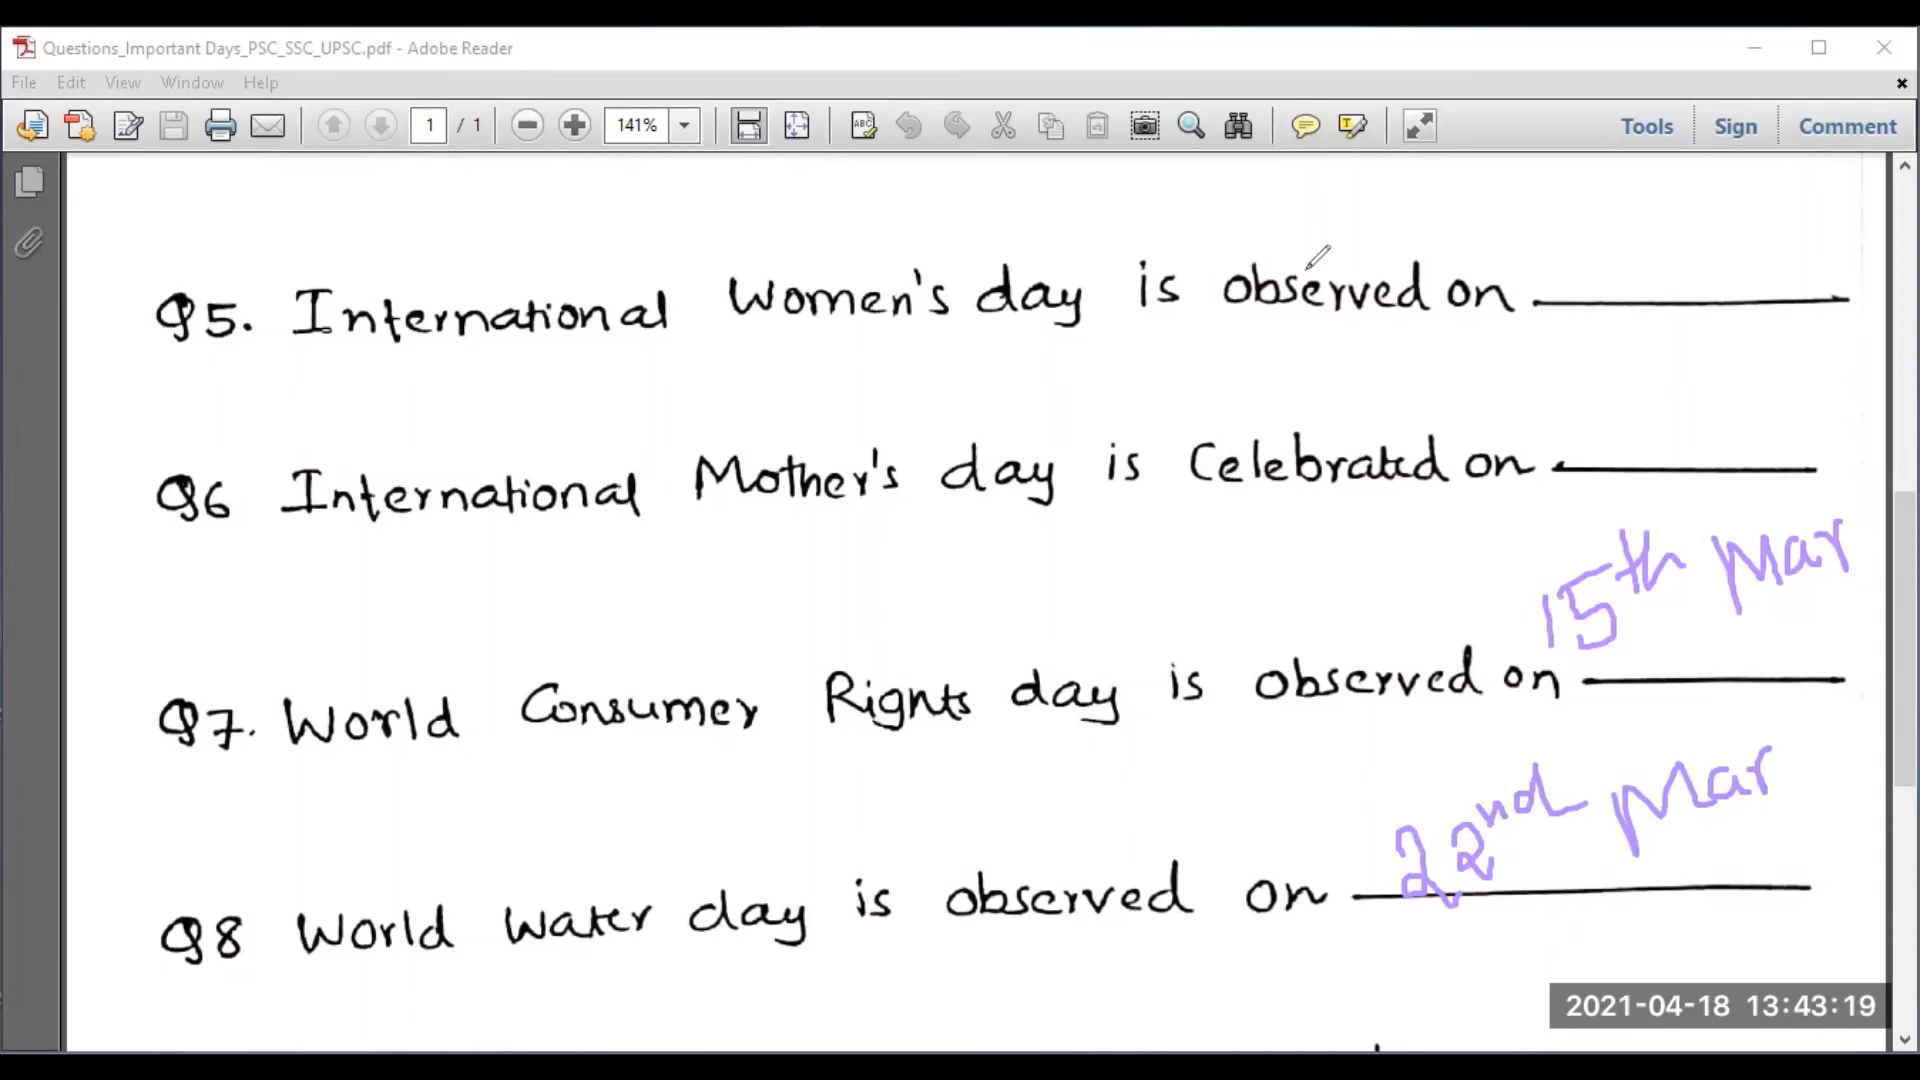 Questions_Important Days_PSC_SSC_UPSC.pdf - Adobe Reader
File Edit View Window Help
1 / 1 141% Tools Sign Comment
Q5. International Women's day is observed on
Q6 International Mother's day is Celebrated on
15th Mar
Q7. World Consumer Rights day is observed on
22nd Mar
Q8 World Water day is observed on
2021-04-18 13:43:19